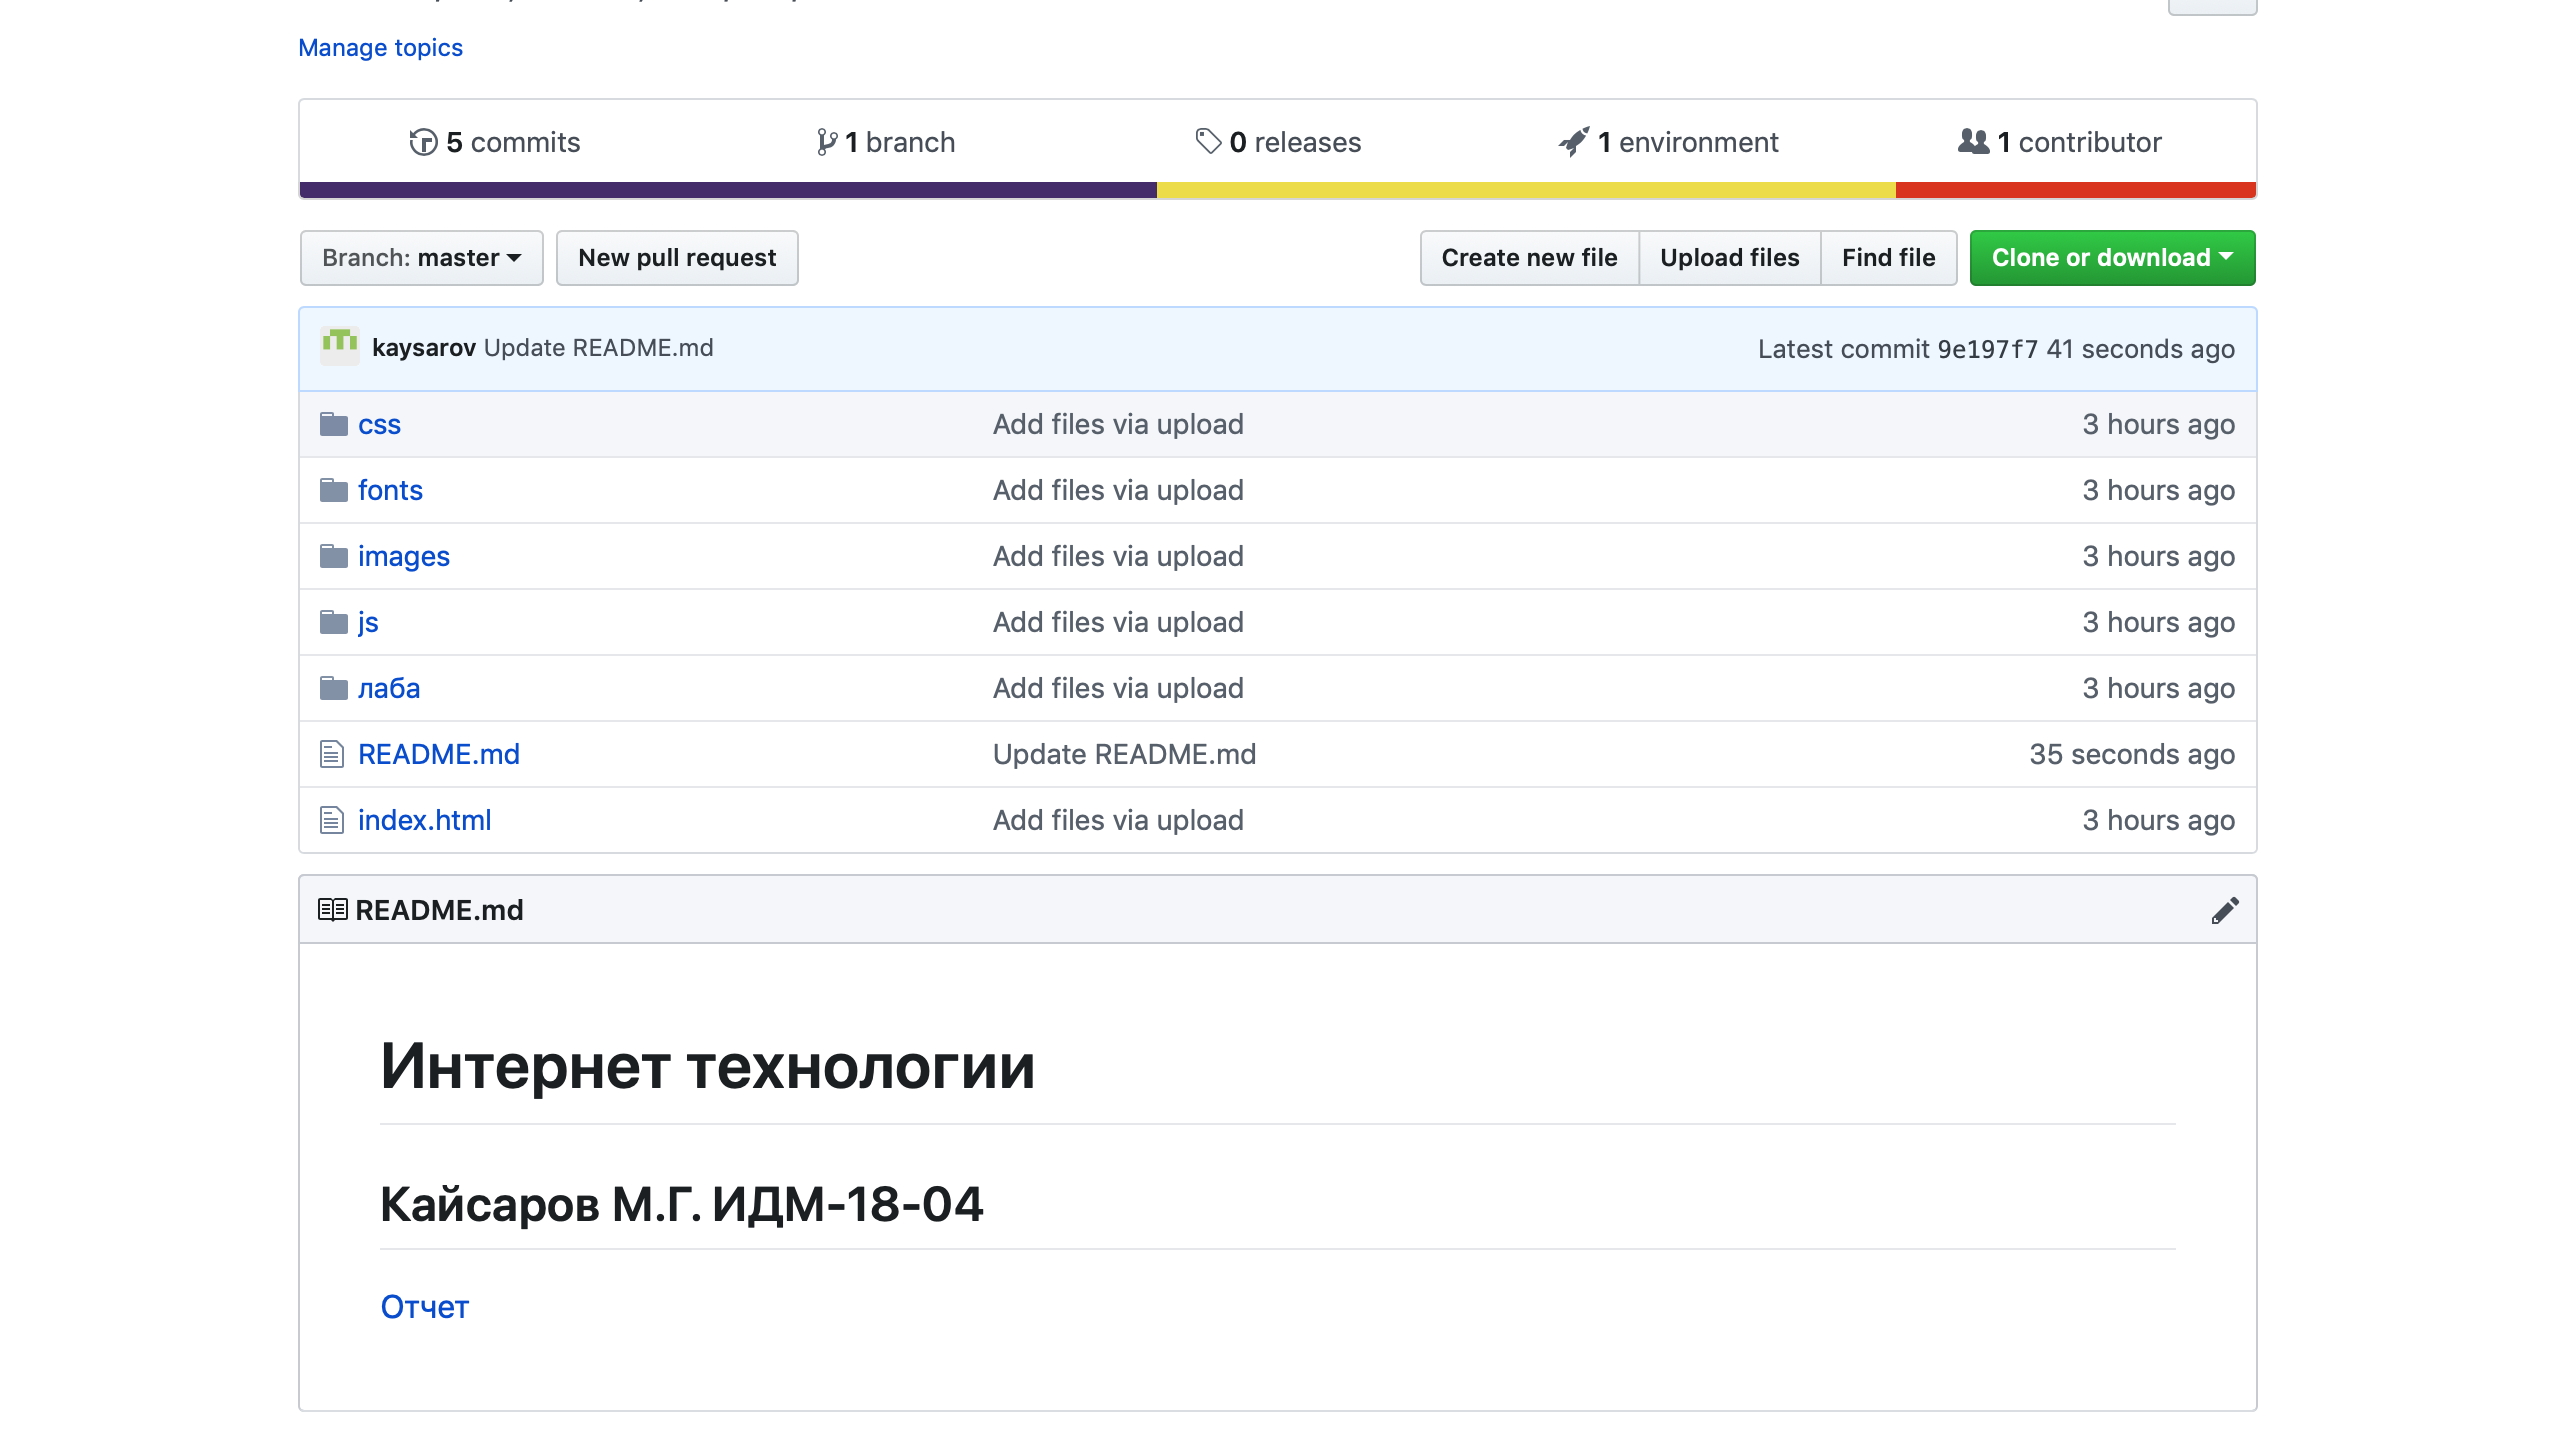 Manage topics
5 commits 1 branch 0 releases 1 environment 1 contributor
Branch: master New pull request Create new file Upload files Find file Clone or download
kaysarov Update README.md Latest commit 9e197f7 41 seconds ago
css Add files via upload 3 hours ago
fonts Add files via upload 3 hours ago
images Add files via upload 3 hours ago
js Add files via upload 3 hours ago
лаба Add files via upload 3 hours ago
README.md Update README.md 35 seconds ago
index.html Add files via upload 3 hours ago
README.md
Интернет технологии
Кайсаров М.Г. ИДМ-18-04
Отчет